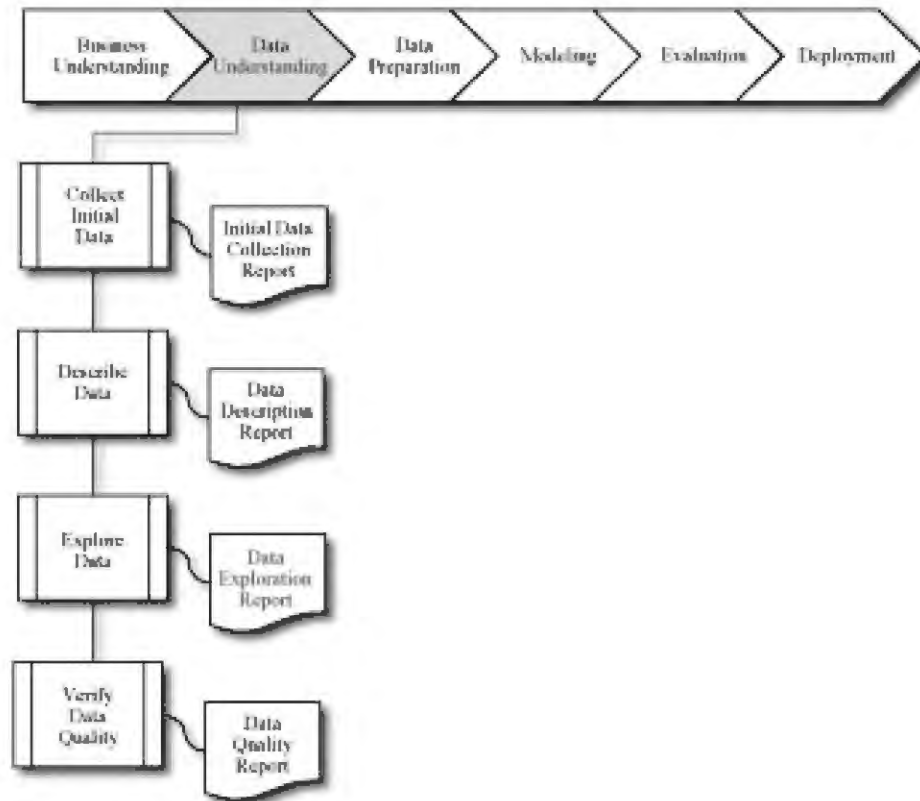 Business
Understanding
Data
Understanding
Data
Preparation
Modeling
Evaluation
Deployment
Collect
Initial
Data
Initial Data
Collection
Report
Describe
Data
Data
Description
Report
Explore
Data
Data
Exploration
Report
Verify
Data
Quality
Data
Quality
Report